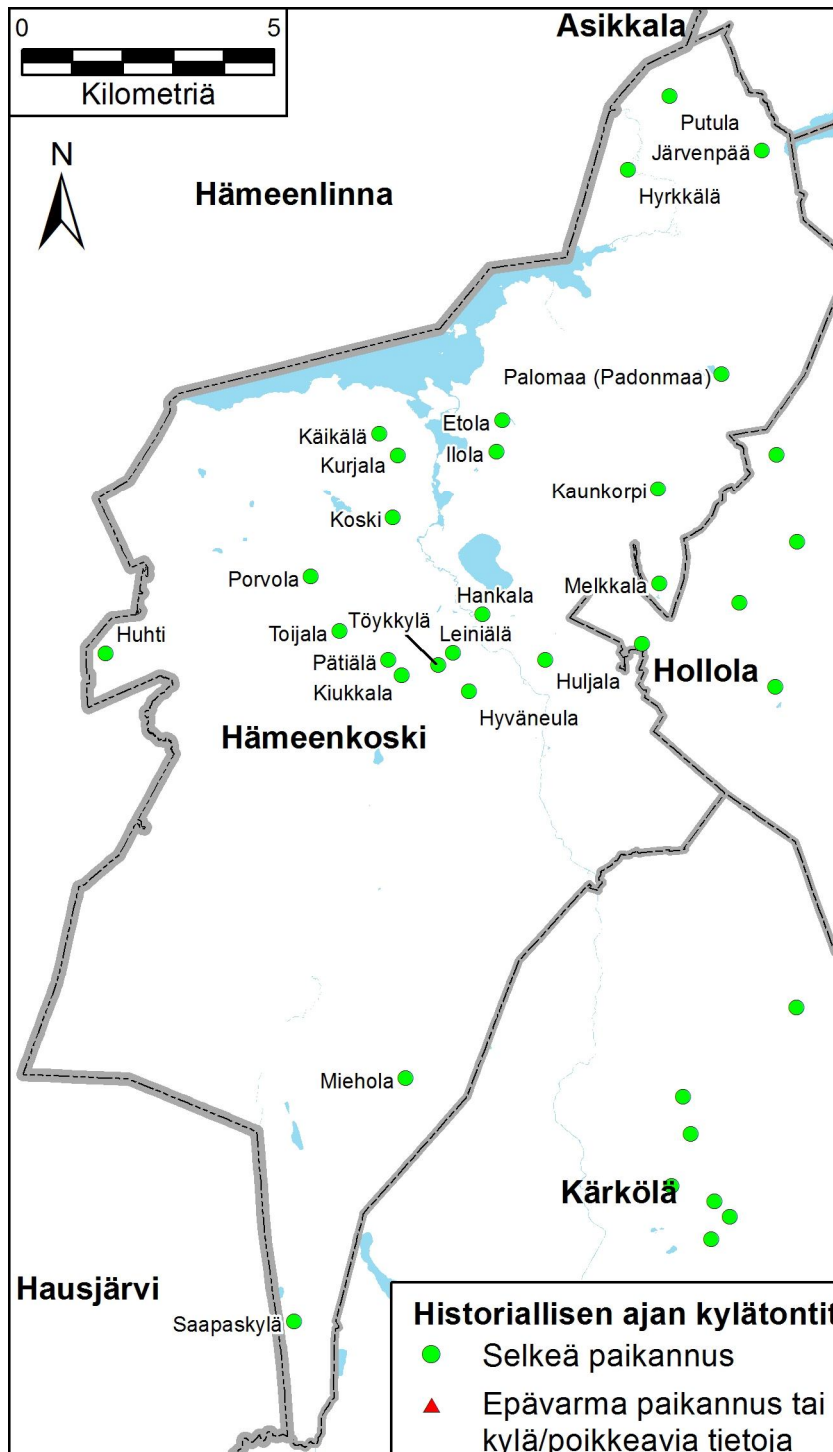 0 5
Kilometriä
N
Asikkala
Putula
Järvenpää
Hyrkkälä
Hämeenlinna
Palomaa (Padonmaa)
Etola
Käikälä
Ilola
Kurjala
Kaunkorpi
Koski
Porvola
Melkkala
Hankala
Töykkylä
Huhti
Toijala
Leiniälä
Pätiälä
Kiukkala
Huljala
Hollola
Hyväneula
Hämeenkoski
Miehola
Kärkölä
Hausjärvi
Saapaskylä
Historiallisen ajan kylätontit
Selkeä paikannus
Epävarma paikannus tai
kylä/poikkeavia tietoja